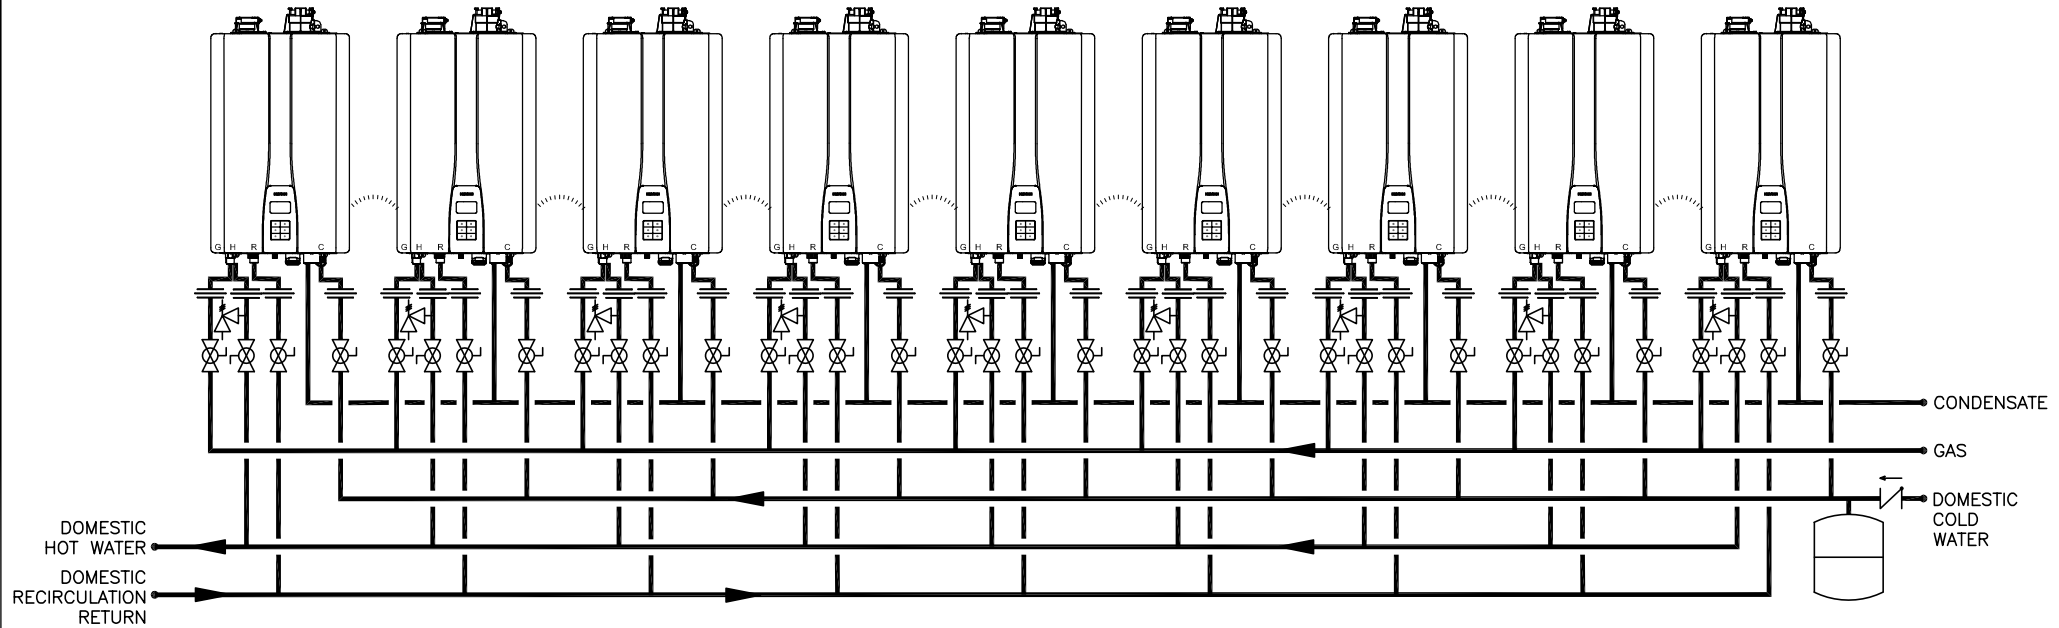 G H R C
G H R C
G H R C
G H R C
G H R C
G H R C
G H R C
G H R C
G H R C
CONDENSATE
GAS
DOMESTIC
COLD
WATER
DOMESTIC
HOT WATER
DOMESTIC
RECIRCULATION
RETURN